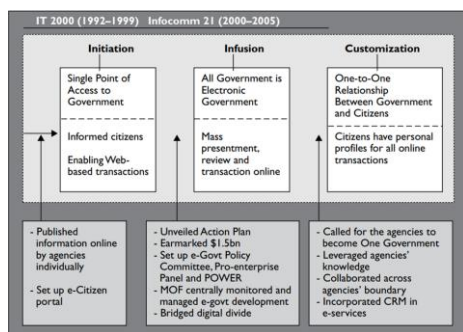 IT 2000 (1992–1999) Infocomm 21 (2000–2005)
Initiation
Single Point of
Access to
Government
Informed citizens
Enabling Web-
based transactions
Infusion
All Government is
Electronic
Government
Mass
presentment,
review and
transaction online
Customization
One-to-One
Relationship
Between Government
and Citizens
Citizens have personal
profiles for all online
transactions
- Published
information online
by agencies
individually
- Set up e-Citizen
portal
- Unveiled Action Plan
- Earmarked $1.5bn
- Set up e-Govt Policy
Committee, Pro-enterprise
Panel and POWER
- MOF centrally monitored and
managed e-govt development
- Bridged digital divide
- Called for the agencies to
become One Government
- Leveraged agencies'
knowledge
- Collaborated across
agencies' boundary
- Incorporated CRM in
e-services